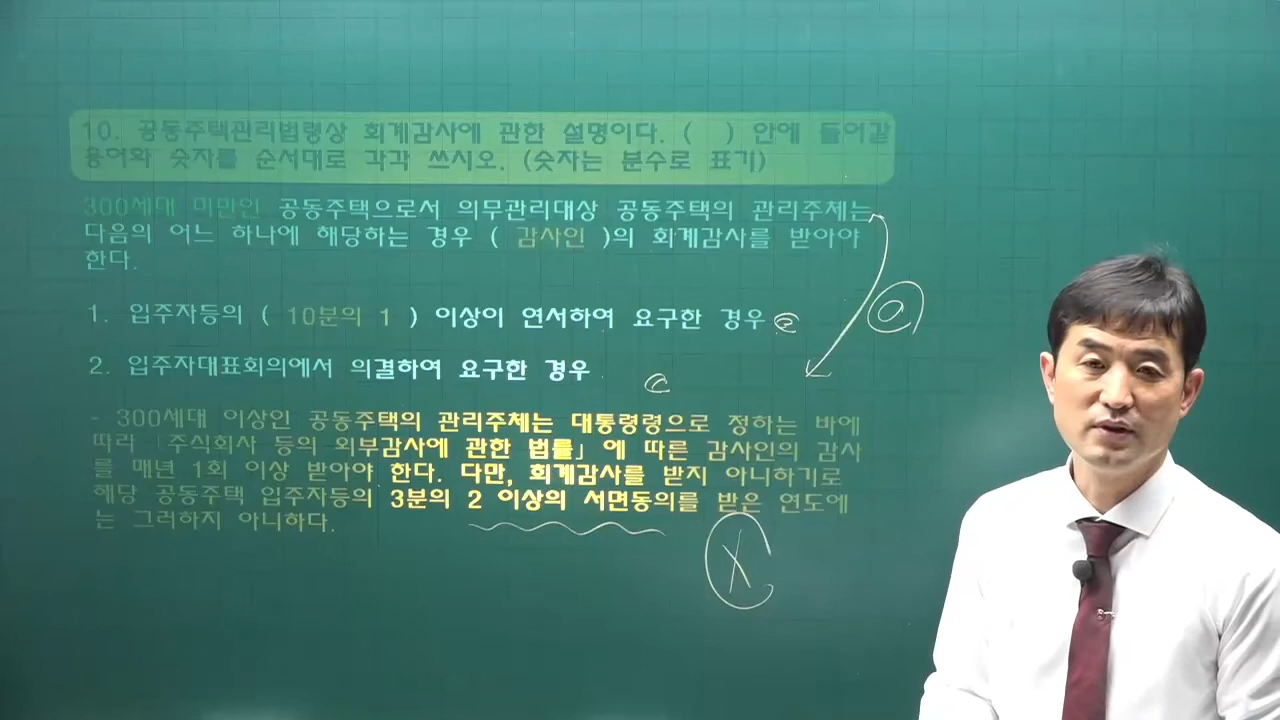 10. 공동주택관리법령상 회계감사에 관한 설명이다. (   ) 안에 들어갈
용어와 숫자를 순서대로 각각 쓰시오. (숫자는 분수로 표기)
300세대 미만인 공동주택으로서 의무관리대상 공동주택의 관리주체는
다음의 어느 하나에 해당하는 경우 ( 감사인 )의 회계감사를 받아야
한다.
1. 입주자등의 ( 10분의 1 ) 이상이 연서하여 요구한 경우
2. 입주자대표회의에서 의결하여 요구한 경우
- 300세대 이상인 공동주택의 관리주체는 대통령령으로 정하는 바에
따라 「주식회사 등의 외부감사에 관한 법률」에 따른 감사인의 감사
를 매년 1회 이상 받아야 한다. 다만, 회계감사를 받지 아니하기로
해당 공동주택 입주자등의 3분의 2 이상의 서면동의를 받은 연도에
는 그러하지 아니하다.